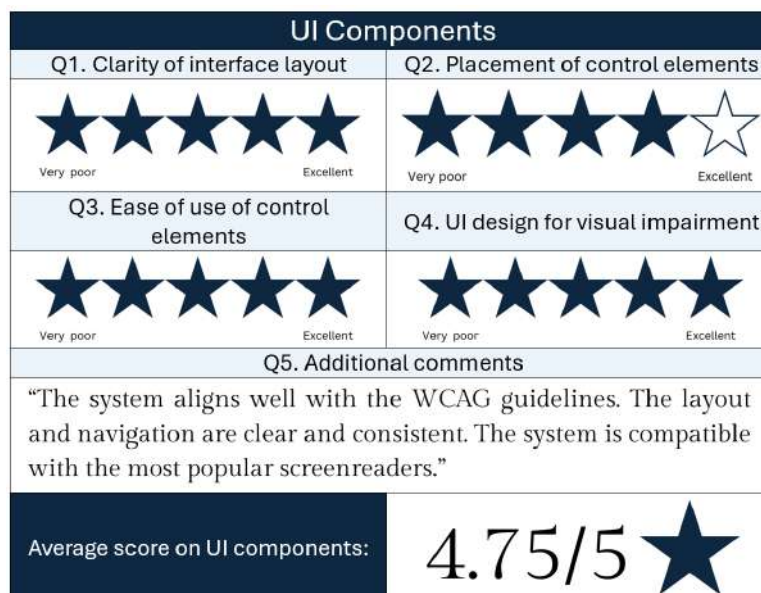 UI Components
Q1. Clarity of interface layout
Q2. Placement of control elements
Very poor
Excellent
Very poor
Excellent
Q3. Ease of use of control
elements
Q4. UI design for visual impairment
Very poor
Excellent
Very poor
Excellent
Q5. Additional comments
“The system aligns well with the WCAG guidelines. The layout
and navigation are clear and consistent. The system is compatible
with the most popular screenreaders.”
Average score on UI components:
4.75/5